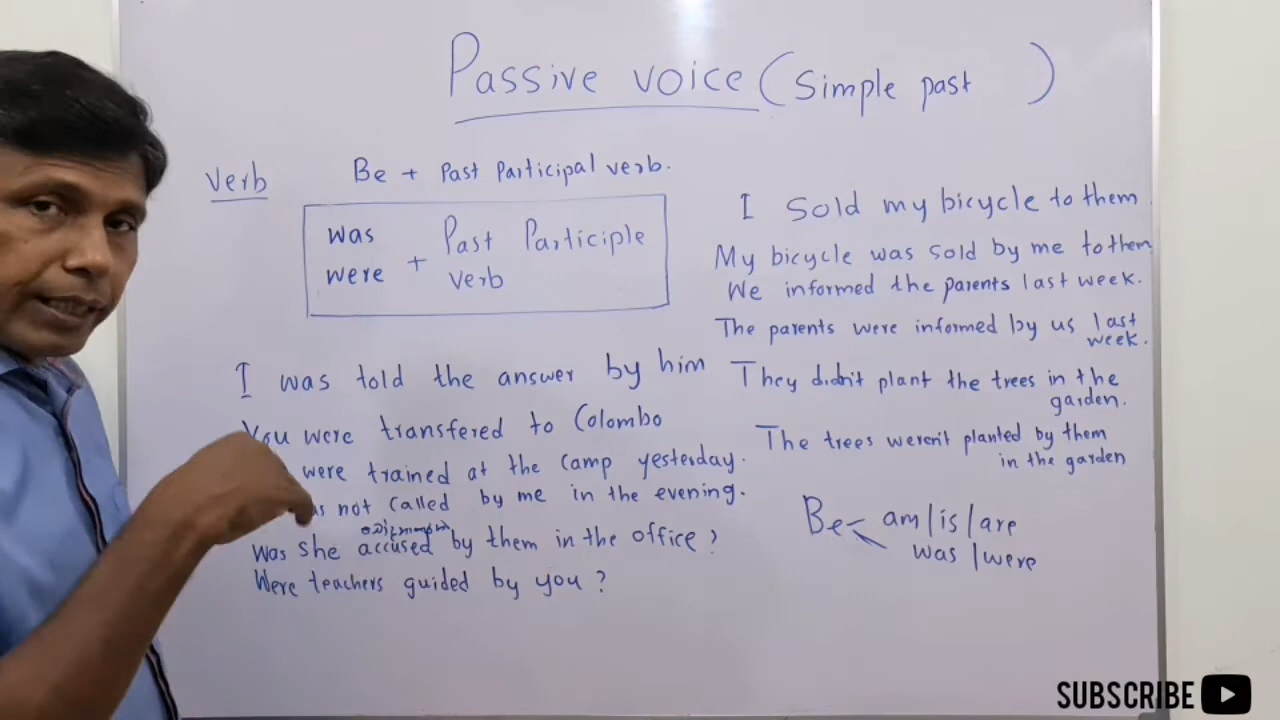 Passive voice (Simple past )
Verb Be + Past Participal verb.
was
were + Past Participle
verb
I was told the answer by him
You were transfered to Colombo
were trained at the camp yesterday.
not called by me in the evening.
Was she accused by them in the office?
Were teachers guided by you?
I sold my bicycle to them
My bicycle was sold by me to them
We informed the parents last week.
The parents were informed by us last
week.
They didn't plant the trees in the
garden.
The trees weren't planted by them
in the garden
Be am/is/are
was/were
SUBSCRIBE